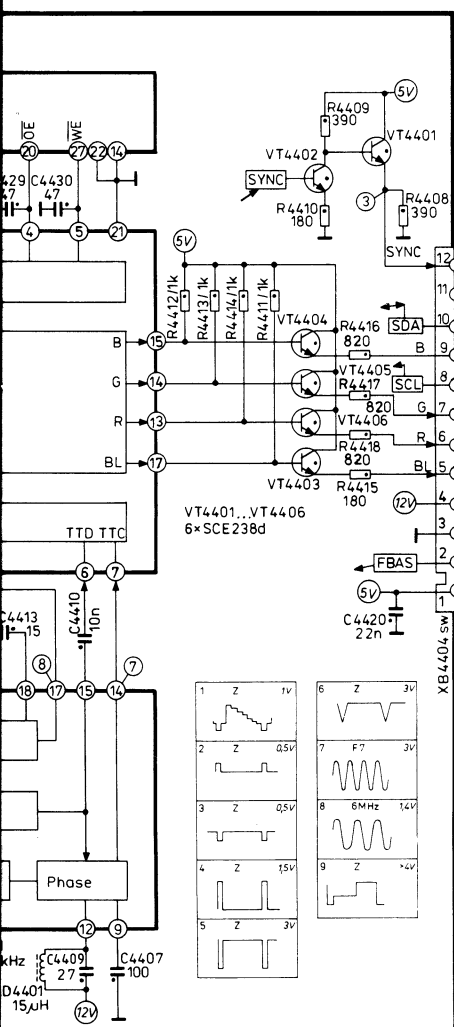 5V
R4409
390
VT4401
OE
WE
VT4402
20
27
22
14
SYNC
C4430
47
47
R4410
180
3
R4408
390
4
5
21
SYNC
12
5V
11
R4412/1k
R4413/1k
R4414/1k
R4411/1k
10
SDA
VT4404
R4416
820
B
15
B
9
VT4405
SCL
8
G
14
R4417
820
G
7
R
13
VT4406
R
6
R4418
820
BL
17
BL
5
VT4403
R4415
180
12V
4
VT4401...VT4406
6×SCE238d
3
TTD
TTC
FBAS
2
6
7
5V
1
C4413
15
C4410
10n
C4420
22n
XB4404 SW
8
7
18
17
15
14
1 Z 1V
6 Z 3V
2 Z 0,5V
7 F7 3V
3 Z 0,5V
8 6MHz 1,4V
4 Z 1,5V
9 Z >4V
5 Z 3V
Phase
12
9
kHz
C4409
27
C4407
100
D4401
15µH
12V